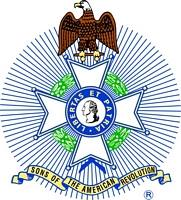 LIBERTAS ET PATRIA
SONS OF THE AMERICAN REVOLUTION
®